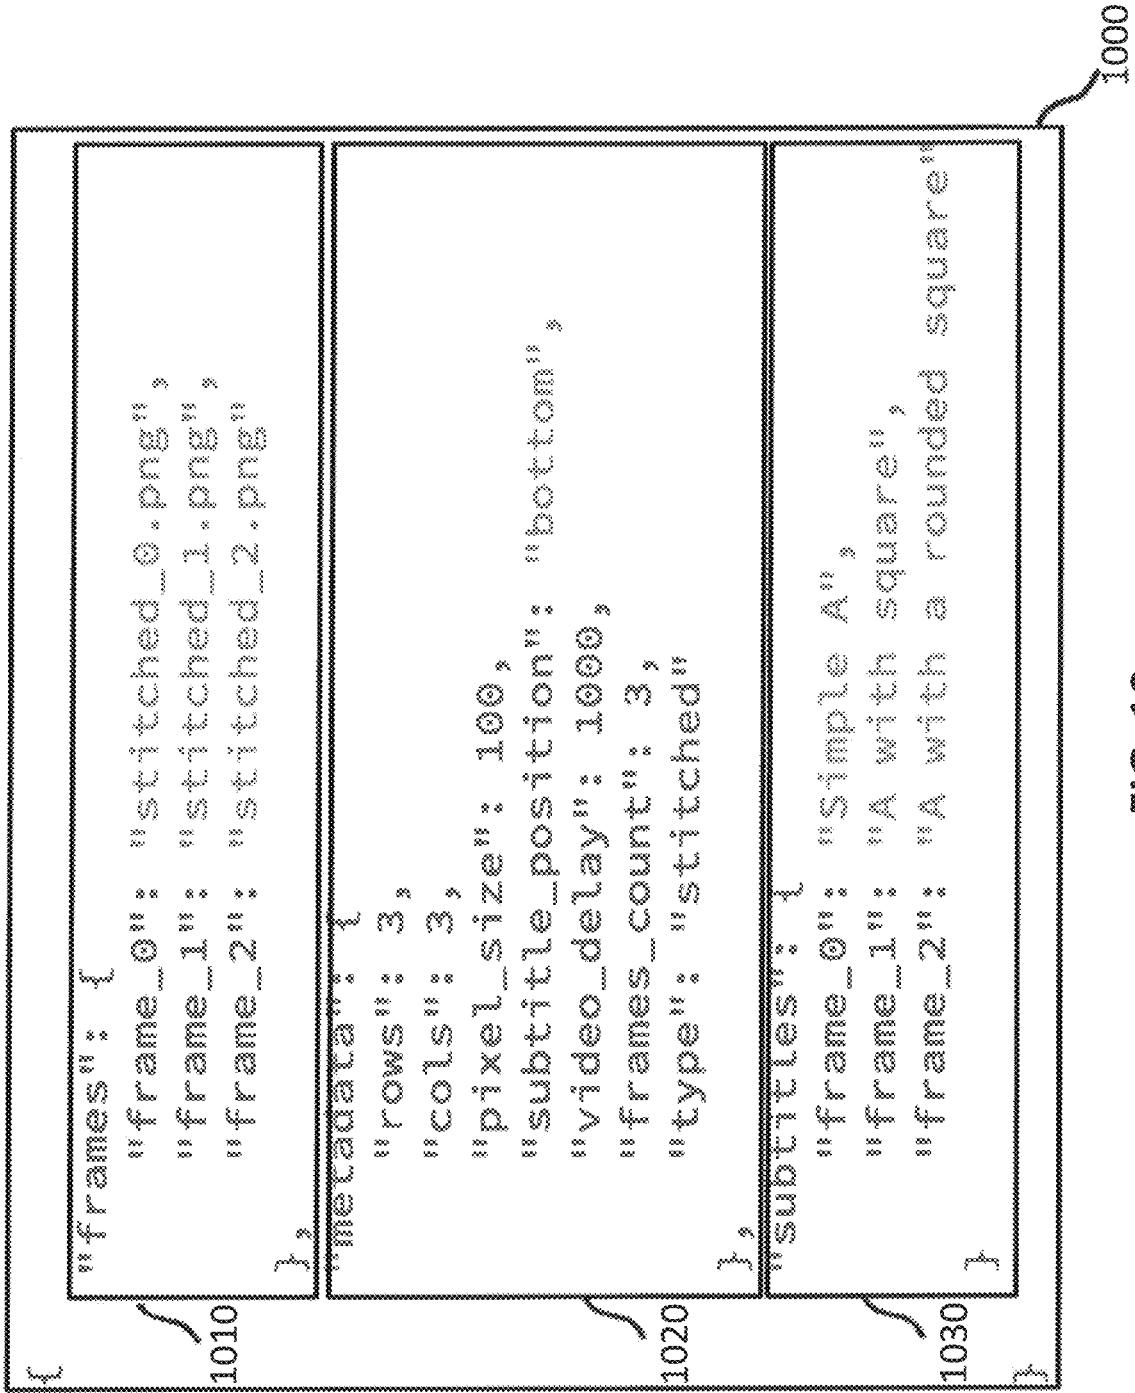 {
"frames": {
"frame_0": "stitched_0.png",
"frame_1": "stitched_1.png",
"frame_2": "stitched_2.png"
},
1010
"metadata": {
"rows": 3,
"cols": 3,
"pixel_size": 100,
"subtitle_position": "bottom",
"video_delay": 1000,
"frames_count": 3,
"type": "stitched"
},
1020
"subtitles": {
"frame_0": "Simple A",
"frame_1": "A with square",
"frame_2": "A with a rounded square"
}
1030
}
1000